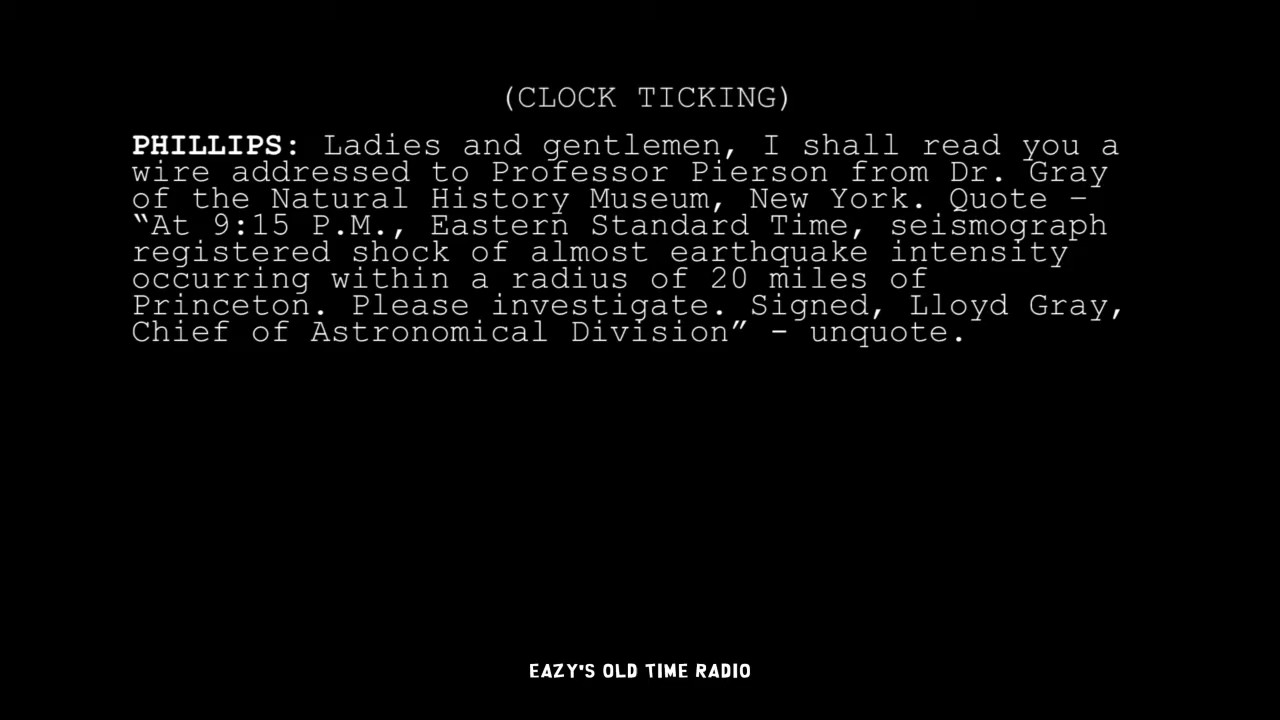 (CLOCK TICKING)
PHILLIPS: Ladies and gentlemen, I shall read you a
wire addressed to Professor Pierson from Dr. Gray
of the Natural History Museum, New York. Quote –
“At 9:15 P.M., Eastern Standard Time, seismograph
registered shock of almost earthquake intensity
occurring within a radius of 20 miles of
Princeton. Please investigate. Signed, Lloyd Gray,
Chief of Astronomical Division” - unquote.
EAZY'S OLD TIME RADIO